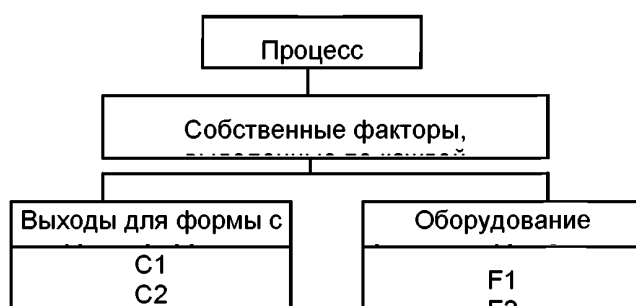 Процесс
Собственные факторы,
Выходы для формы с
C1
C2
Оборудование
F1